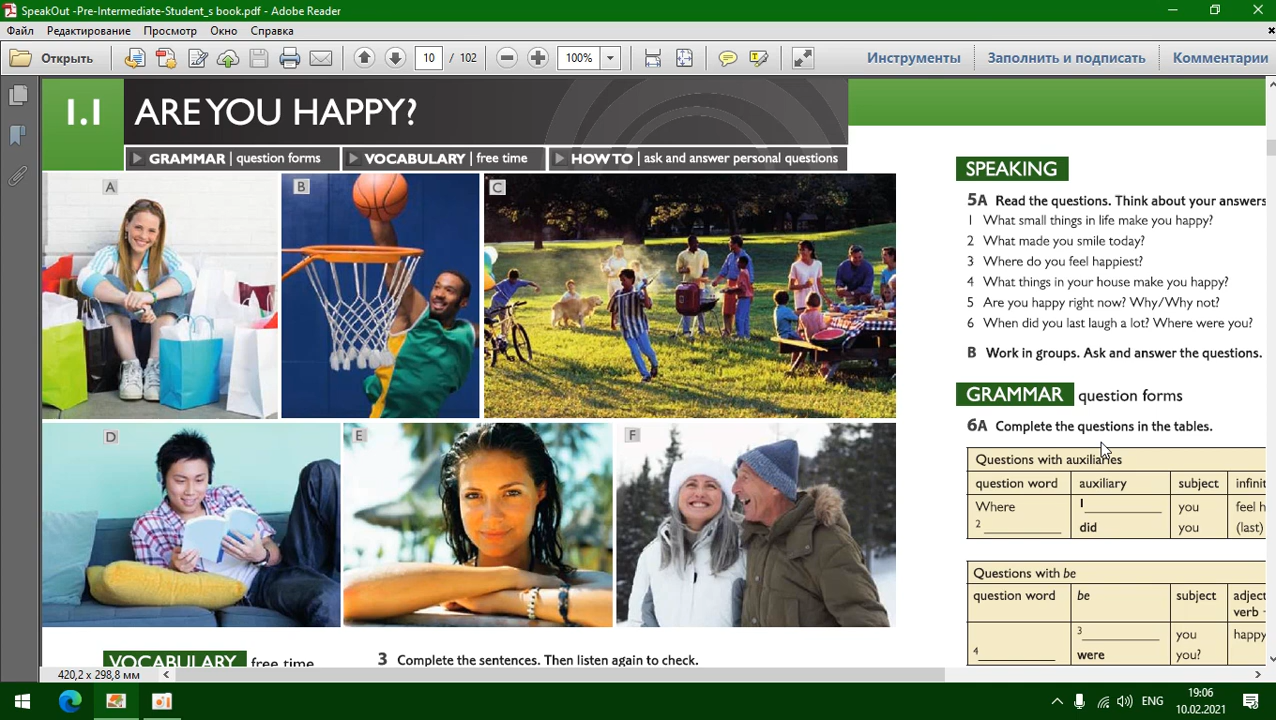 SpeakOut -Pre-Intermediate-Student_s book.pdf - Adobe Reader
Файл Редактирование Просмотр Окно Справка
Открыть 10 / 102 100% Инструменты Заполнить и подписать Комментарии
1.1 ARE YOU HAPPY?
GRAMMAR | question forms VOCABULARY | free time HOW TO | ask and answer personal questions
A
B
C
D
E
F
VOCABULARY free time
3 Complete the sentences. Then listen again to check.
SPEAKING
5A Read the questions. Think about your answers
1 What small things in life make you happy?
2 What made you smile today?
3 Where do you feel happiest?
4 What things in your house make you happy?
5 Are you happy right now? Why/Why not?
6 When did you last laugh a lot? Where were you?
B Work in groups. Ask and answer the questions.
GRAMMAR question forms
6A Complete the questions in the tables.
Questions with auxiliaries
question word auxiliary subject infinit
Where 1 you feel h
2 did you (last)
Questions with be
question word be subject adject
verb +
3 you happy
4 were you?
420,2 x 298,8 мм
ENG 19:06
10.02.2021